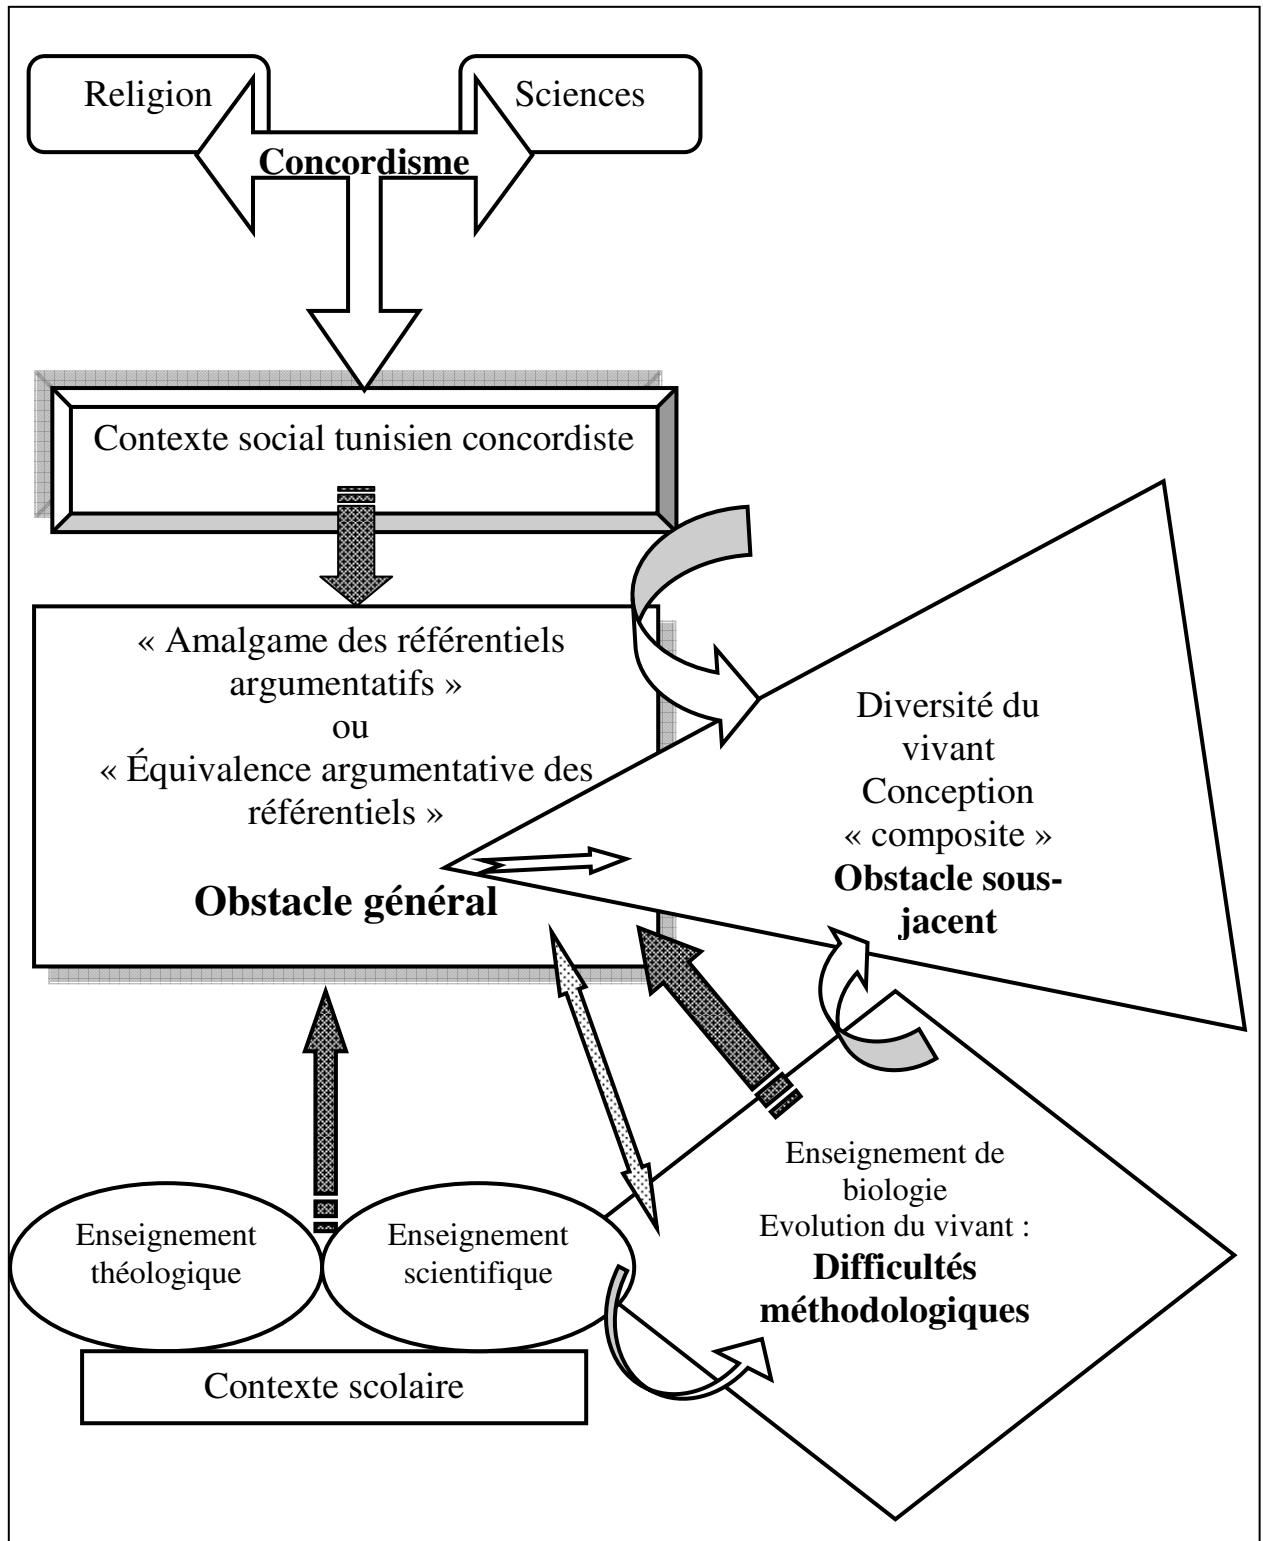 Religion
Sciences
Concordisme
Contexte social tunisien concordiste
« Amalgame des référentiels
argumentatifs »
ou
« Équivalence argumentative des
référentiels »
Obstacle général
Diversité du
vivant
Conception
« composite »
Obstacle sous-
jacent
Enseignement de
biologie
Evolution du vivant :
Difficultés
méthodologiques
Enseignement
théologique
Enseignement
scientifique
Contexte scolaire